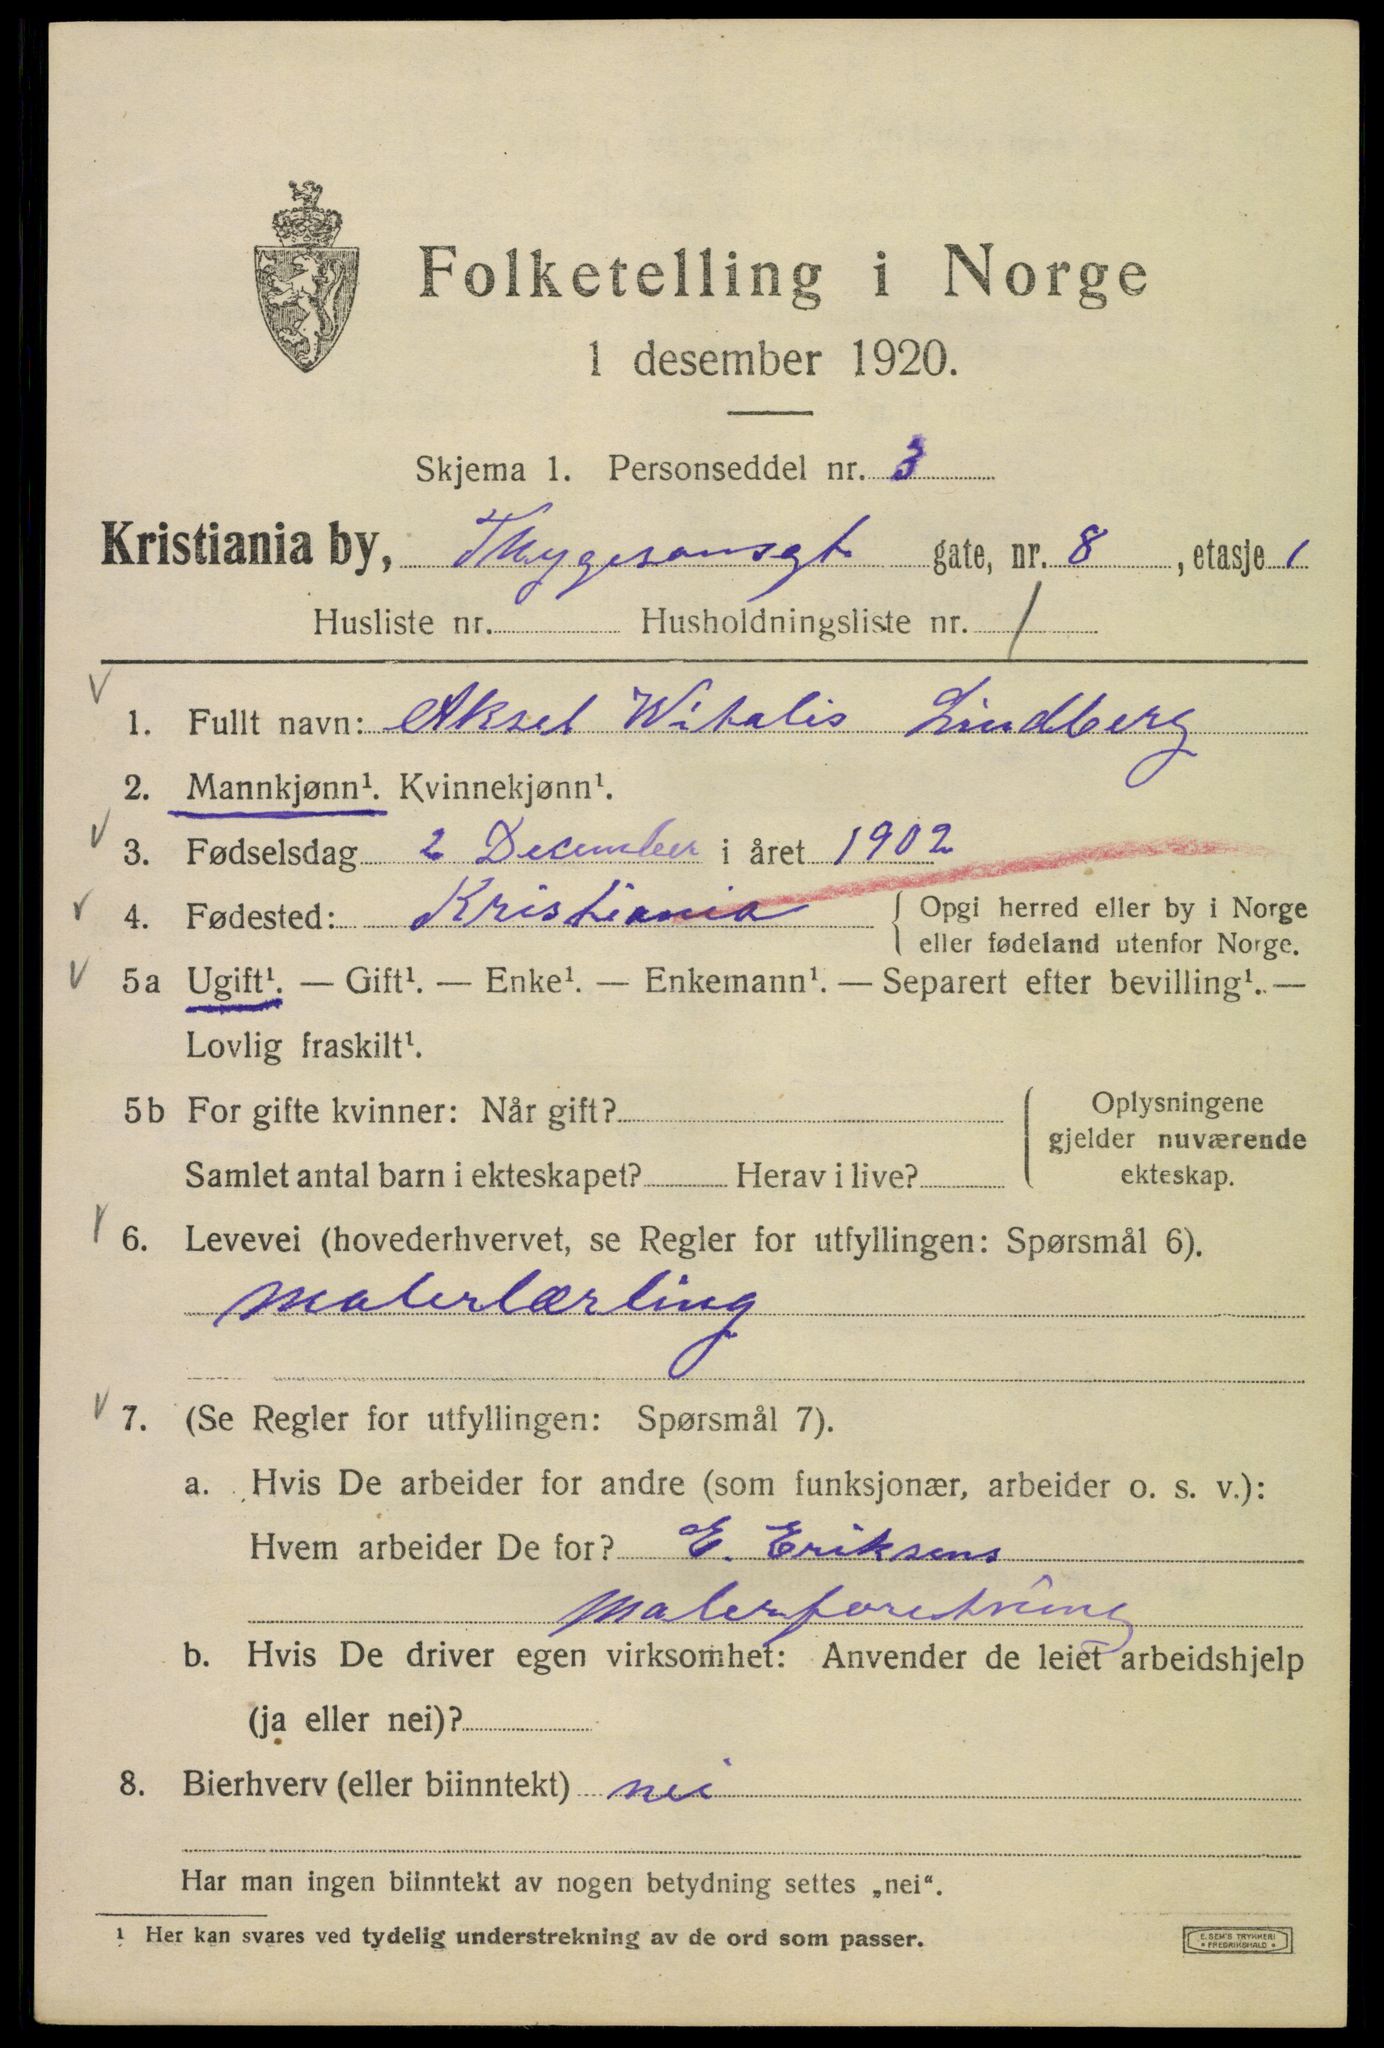 Folketelling i Norge
1 desember 1920.
Skjema 1. Personseddel nr. 3
Kristiania by, Thygesonsgt. gate, nr. 8, etasje 1
Husliste nr. Husholdningsliste nr. 1
1. Fullt navn: Aksel Witalis Lindberg
2. Mannkjønn¹. Kvinnekjønn¹.
3. Fødselsdag 2 December i året 1902
4. Fødested: Kristiania { Opgi herred eller by i Norge
eller fødeland utenfor Norge.
5a Ugift¹. — Gift¹. — Enke¹. — Enkemann¹. — Separert efter bevilling¹. —
Lovlig fraskilt¹.
5b For gifte kvinner: Når gift? { Oplysningene
gjelder nuværende
Samlet antal barn i ekteskapet? Herav i live? ekteskap.
6. Levevei (hovederhvervet, se Regler for utfyllingen: Spørsmål 6).
Malerlærling
7. (Se Regler for utfyllingen: Spørsmål 7).
a. Hvis De arbeider for andre (som funksjonær, arbeider o. s. v.):
Hvem arbeider De for? E. Eriksens
Malerforetning
b. Hvis De driver egen virksomhet: Anvender de leiet arbeidshjelp
(ja eller nei)?
8. Bierhverv (eller biinntekt) nei
Har man ingen biinntekt av nogen betydning settes „nei“.
¹ Her kan svares ved tydelig understrekning av de ord som passer.
E. SEM'S TRYKKERI
• FREDRIKSHALD •